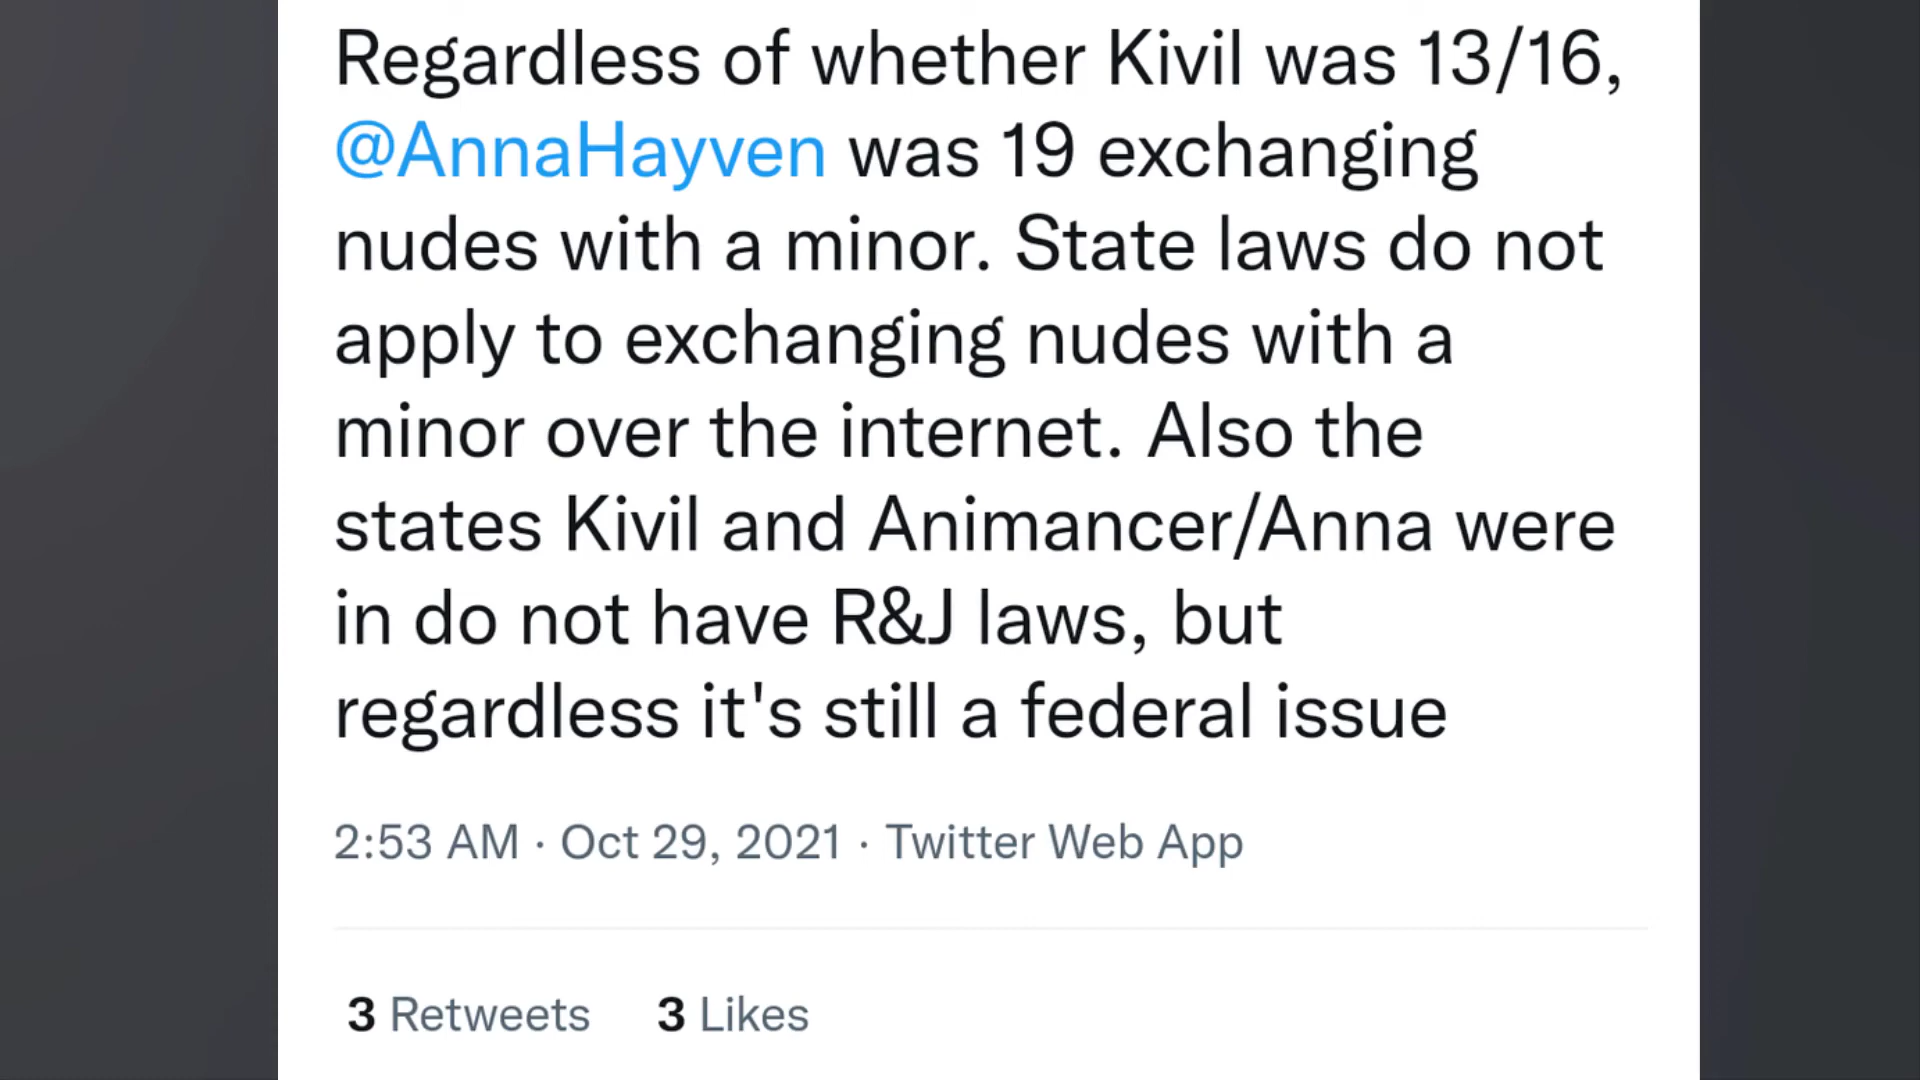 Regardless of whether Kivil was 13/16,
@AnnaHayven was 19 exchanging
nudes with a minor. State laws do not
apply to exchanging nudes with a
minor over the internet. Also the
states Kivil and Animancer/Anna were
in do not have R&J laws, but
regardless it's still a federal issue
2:53 AM · Oct 29, 2021 · Twitter Web App
3 Retweets 3 Likes